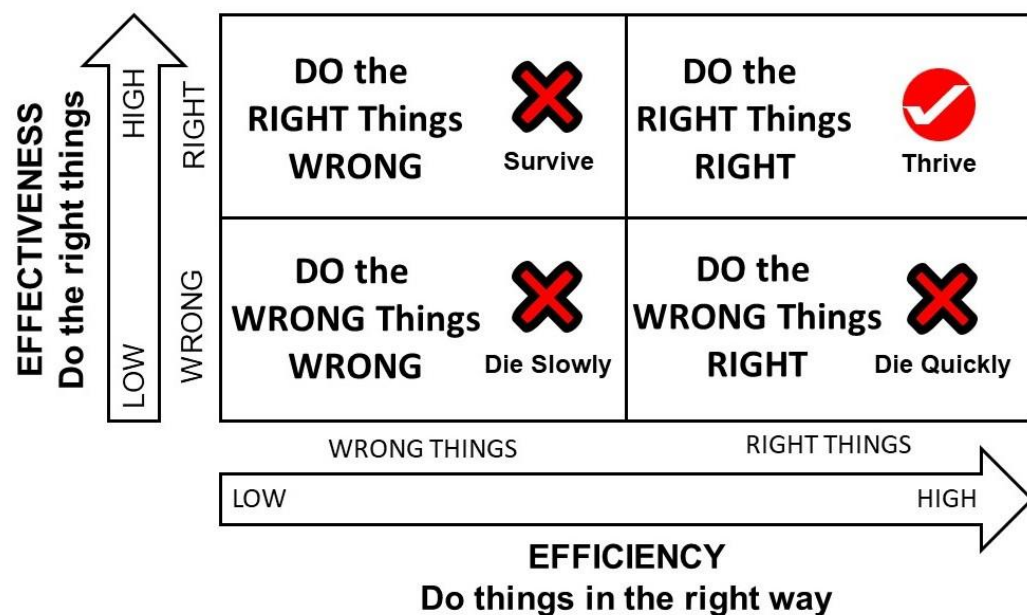 EFFECTIVENESS
Do the right things
HIGH
LOW
RIGHT
WRONG
DO the
RIGHT Things
WRONG
Survive
DO the
RIGHT Things
RIGHT
Thrive
DO the
WRONG Things
WRONG
Die Slowly
DO the
WRONG Things
RIGHT
Die Quickly
WRONG THINGS
RIGHT THINGS
LOW
HIGH
EFFICIENCY
Do things in the right way